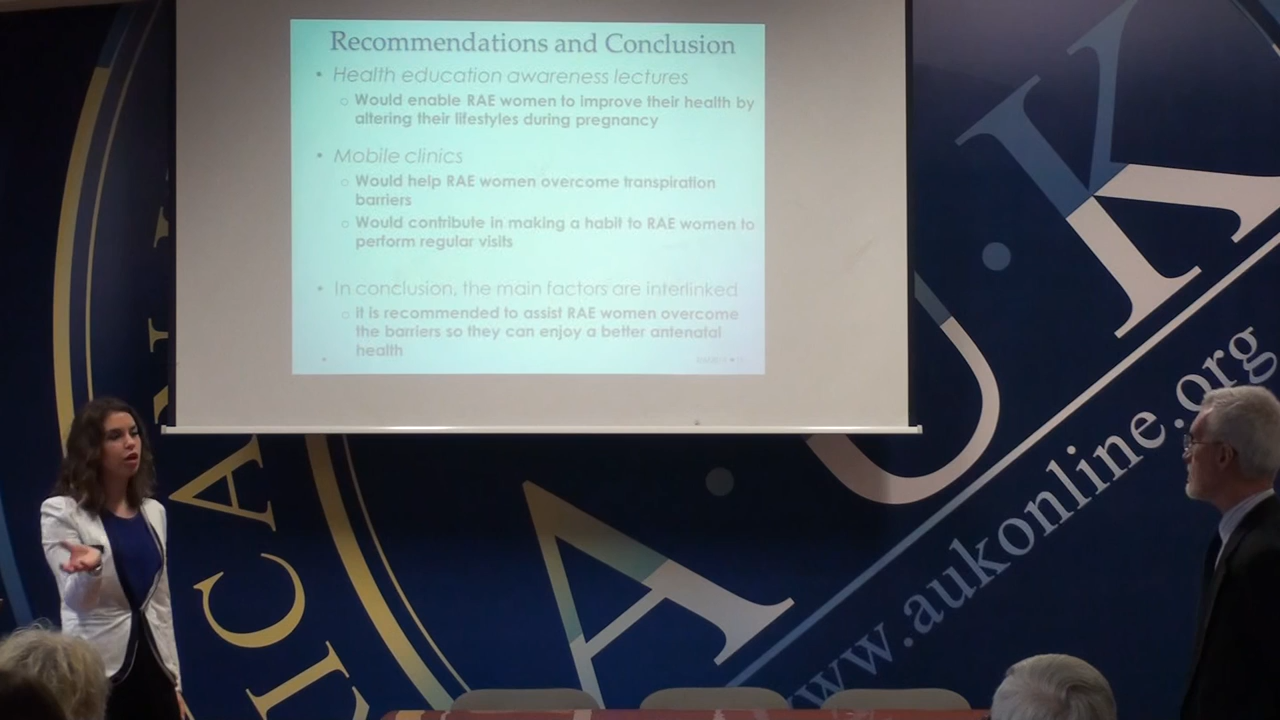 Recommendations and Conclusion
• Health education awareness lectures
○ Would enable RAE women to improve their health by
altering their lifestyles during pregnancy
• Mobile clinics
○ Would help RAE women overcome transpiration
barriers
○ Would contribute in making a habit to RAE women to
perform regular visits
• In conclusion, the main factors are interlinked
○ it is recommended to assist RAE women overcome
the barriers so they can enjoy a better antenatal
health
A·U·K
www.aukonline.org
ICA